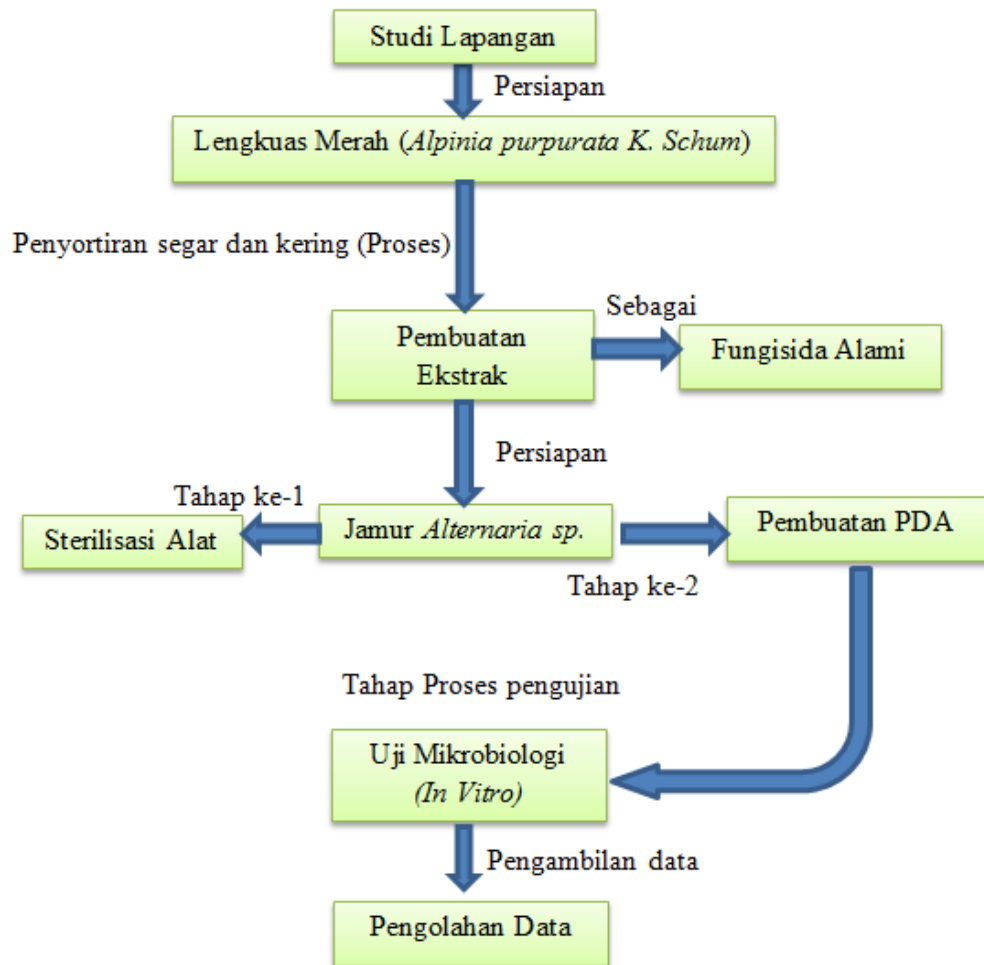 Studi Lapangan
Persiapan
Lengkuas Merah (Alpinia purpurata K. Schum)
Penyortiran segar dan kering (Proses)
Pembuatan
Ekstrak
Sebagai
Fungisida Alami
Persiapan
Tahap ke-1
Sterilisasi Alat
Jamur Alternaria sp.
Tahap ke-2
Pembuatan PDA
Tahap Proses pengujian
Uji Mikrobiologi
(In Vitro)
Pengambilan data
Pengolahan Data